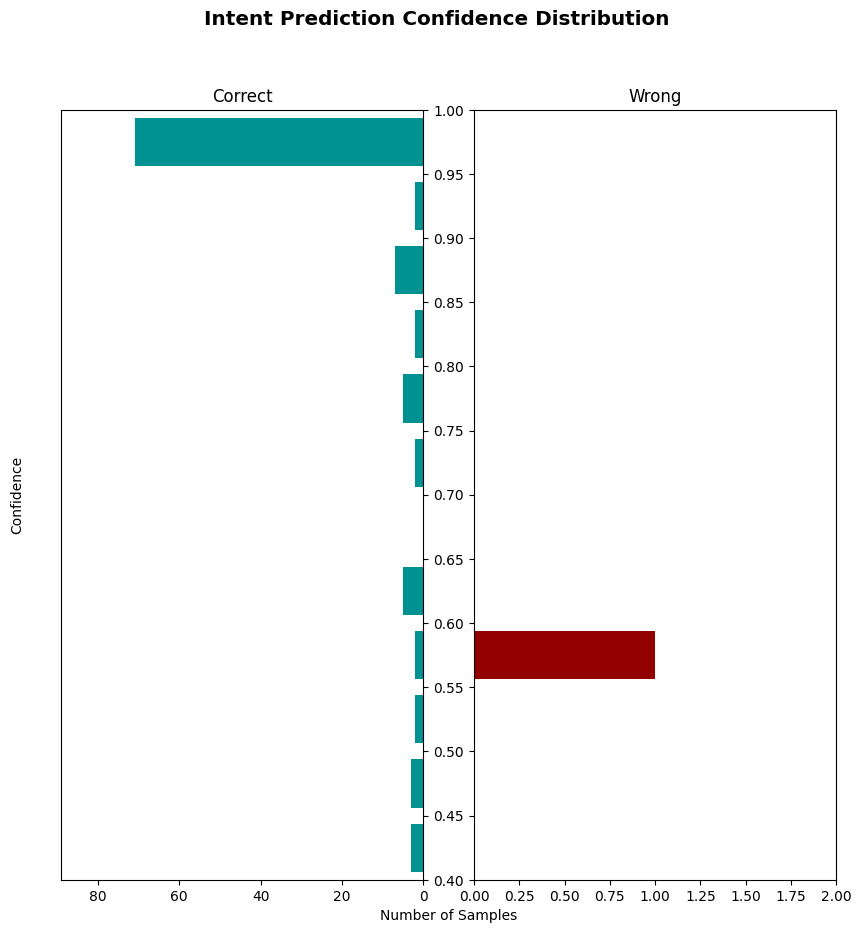 Intent Prediction Confidence Distribution
Correct
Wrong
1.00
0.95
0.90
0.85
0.80
0.75
0.70
0.65
0.60
0.55
0.50
0.45
0.40
Confidence
80 60 40 20 0
0.00 0.25 0.50 0.75 1.00 1.25 1.50 1.75 2.00
Number of Samples